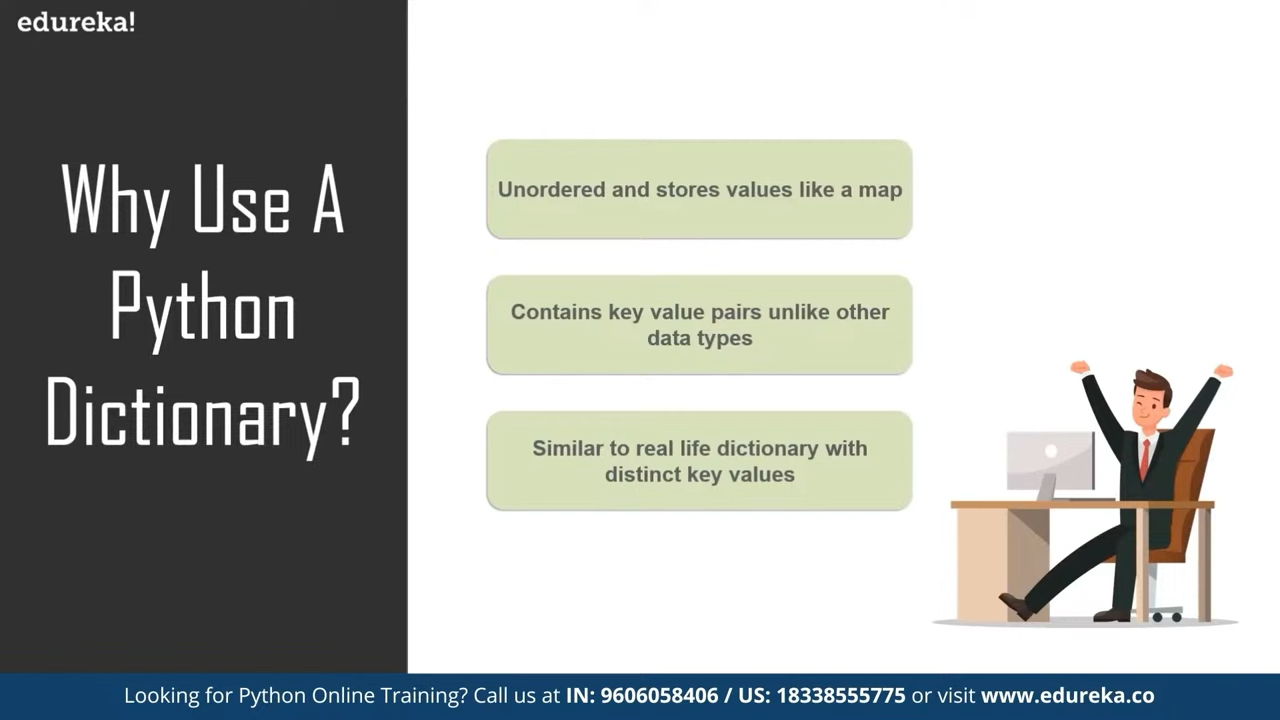 edureka!
Why Use A
Python
Dictionary?
Unordered and stores values like a map
Contains key value pairs unlike other
data types
Similar to real life dictionary with
distinct key values
Looking for Python Online Training? Call us at IN: 9606058406 / US: 18338555775 or visit www.edureka.co